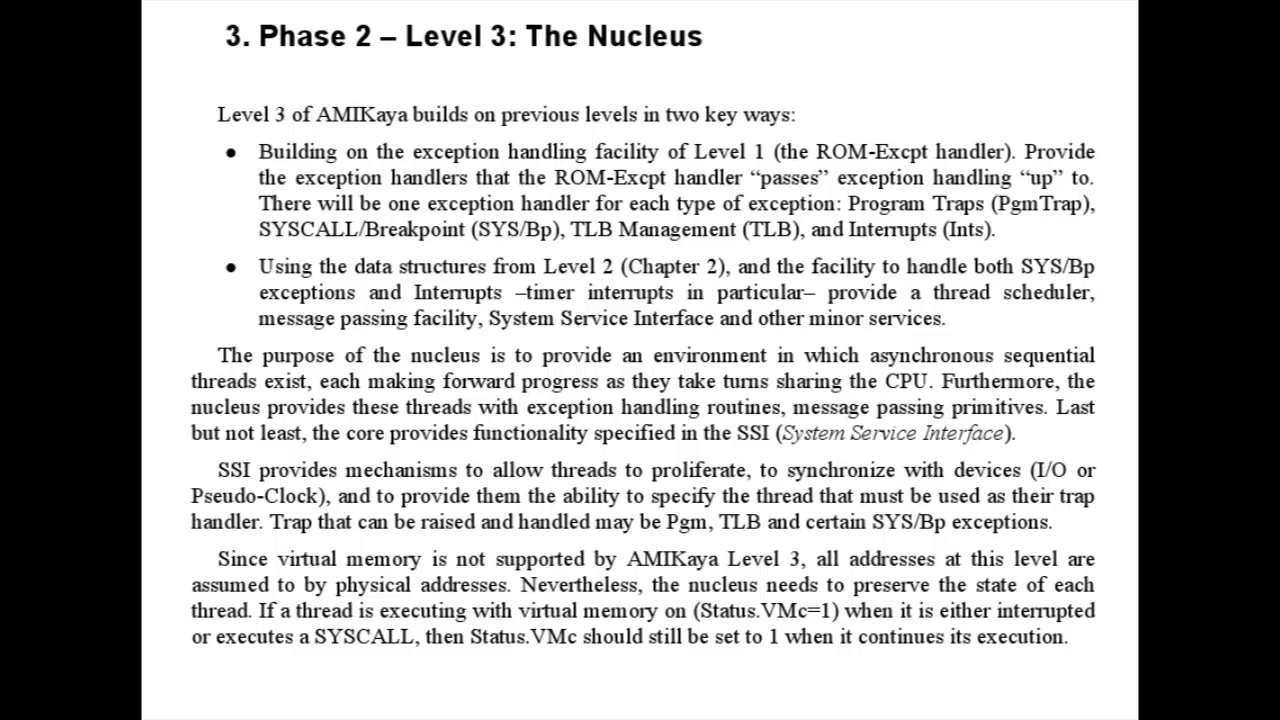 3. Phase 2 – Level 3: The Nucleus
Level 3 of AMIKaya builds on previous levels in two key ways:
● Building on the exception handling facility of Level 1 (the ROM-Excpt handler). Provide
the exception handlers that the ROM-Excpt handler “passes” exception handling “up” to.
There will be one exception handler for each type of exception: Program Traps (PgmTrap),
SYSCALL/Breakpoint (SYS/Bp), TLB Management (TLB), and Interrupts (Ints).
● Using the data structures from Level 2 (Chapter 2), and the facility to handle both SYS/Bp
exceptions and Interrupts –timer interrupts in particular– provide a thread scheduler,
message passing facility, System Service Interface and other minor services.
The purpose of the nucleus is to provide an environment in which asynchronous sequential
threads exist, each making forward progress as they take turns sharing the CPU. Furthermore, the
nucleus provides these threads with exception handling routines, message passing primitives. Last
but not least, the core provides functionality specified in the SSI (System Service Interface).
SSI provides mechanisms to allow threads to proliferate, to synchronize with devices (I/O or
Pseudo-Clock), and to provide them the ability to specify the thread that must be used as their trap
handler. Trap that can be raised and handled may be Pgm, TLB and certain SYS/Bp exceptions.
Since virtual memory is not supported by AMIKaya Level 3, all addresses at this level are
assumed to by physical addresses. Nevertheless, the nucleus needs to preserve the state of each
thread. If a thread is executing with virtual memory on (Status.VMc=1) when it is either interrupted
or executes a SYSCALL, then Status.VMc should still be set to 1 when it continues its execution.